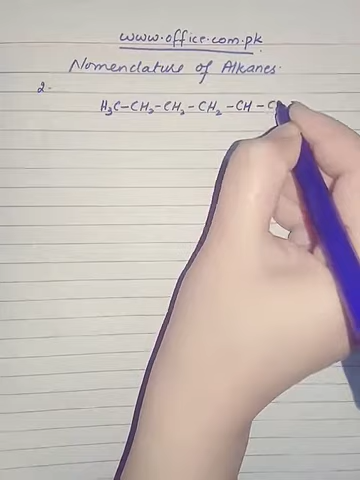 www.office.com.pk
Nomenclature of Alkanes.
2.
H₃C-CH₂-CH₂-CH₂-CH-C